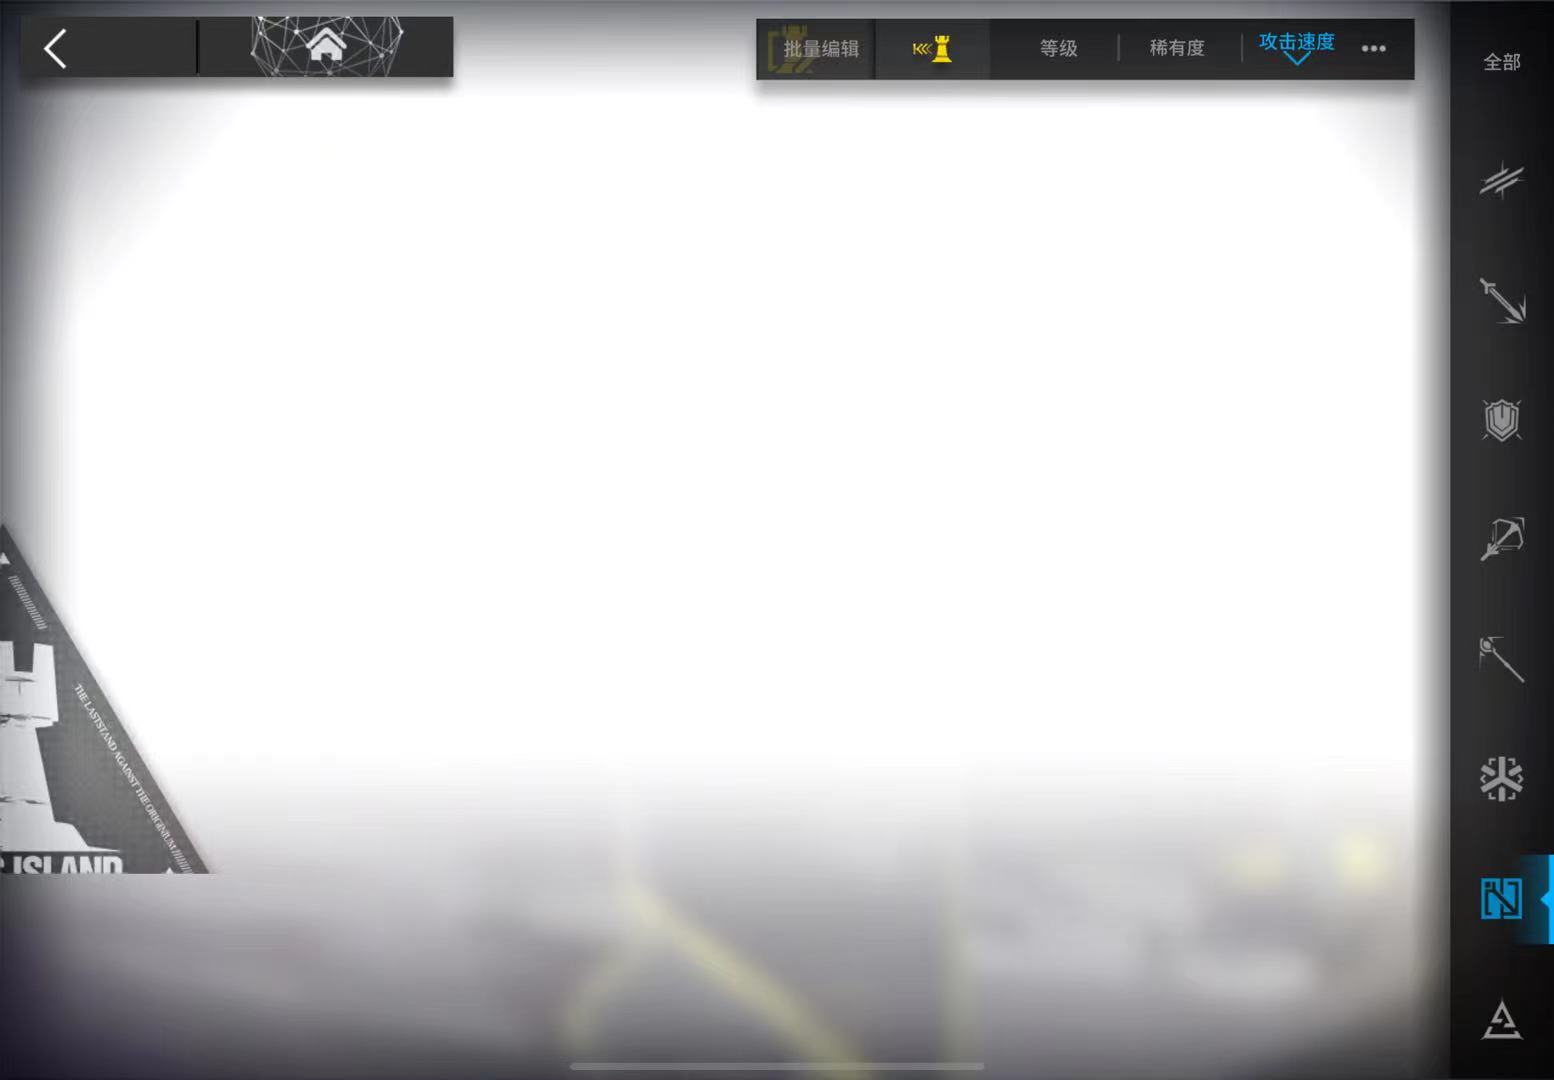 批量编辑
等级
稀有度
攻击速度
全部
THE LASTSTAND AGAINST THE ORIGINIUM
ISLAND